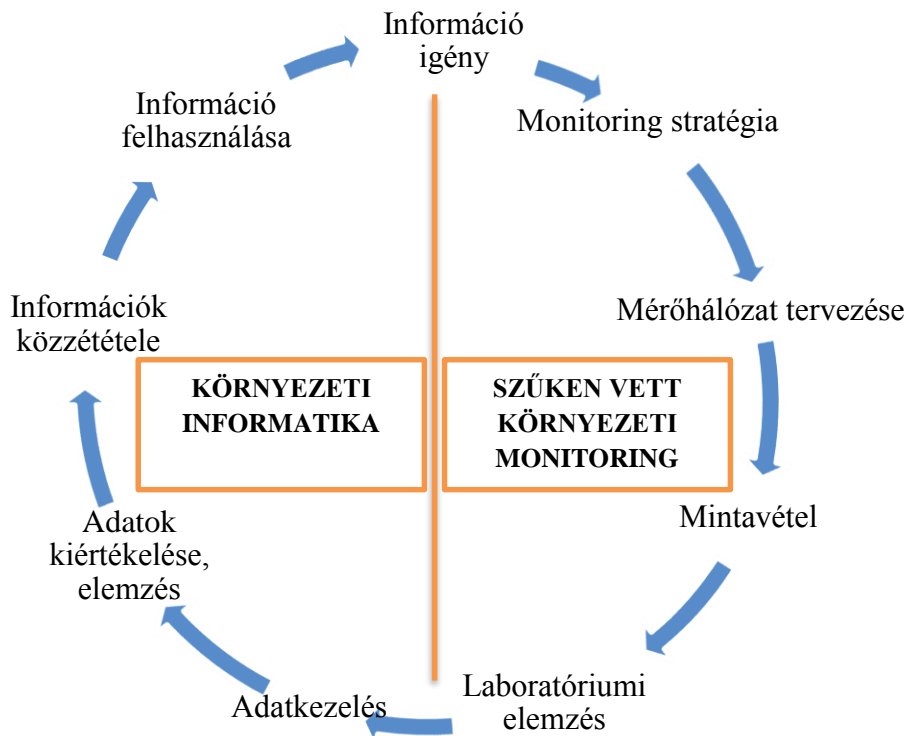 Információ
igény
Monitoring stratégia
Mérőhálózat tervezése
Mintavétel
Laboratóriumi
elemzés
Adatkezelés
Adatok
kiértékelése,
elemzés
Információk
közzététele
Információ
felhasználása
KÖRNYEZETI
INFORMATIKA
SZŰKEN VETT
KÖRNYEZETI
MONITORING